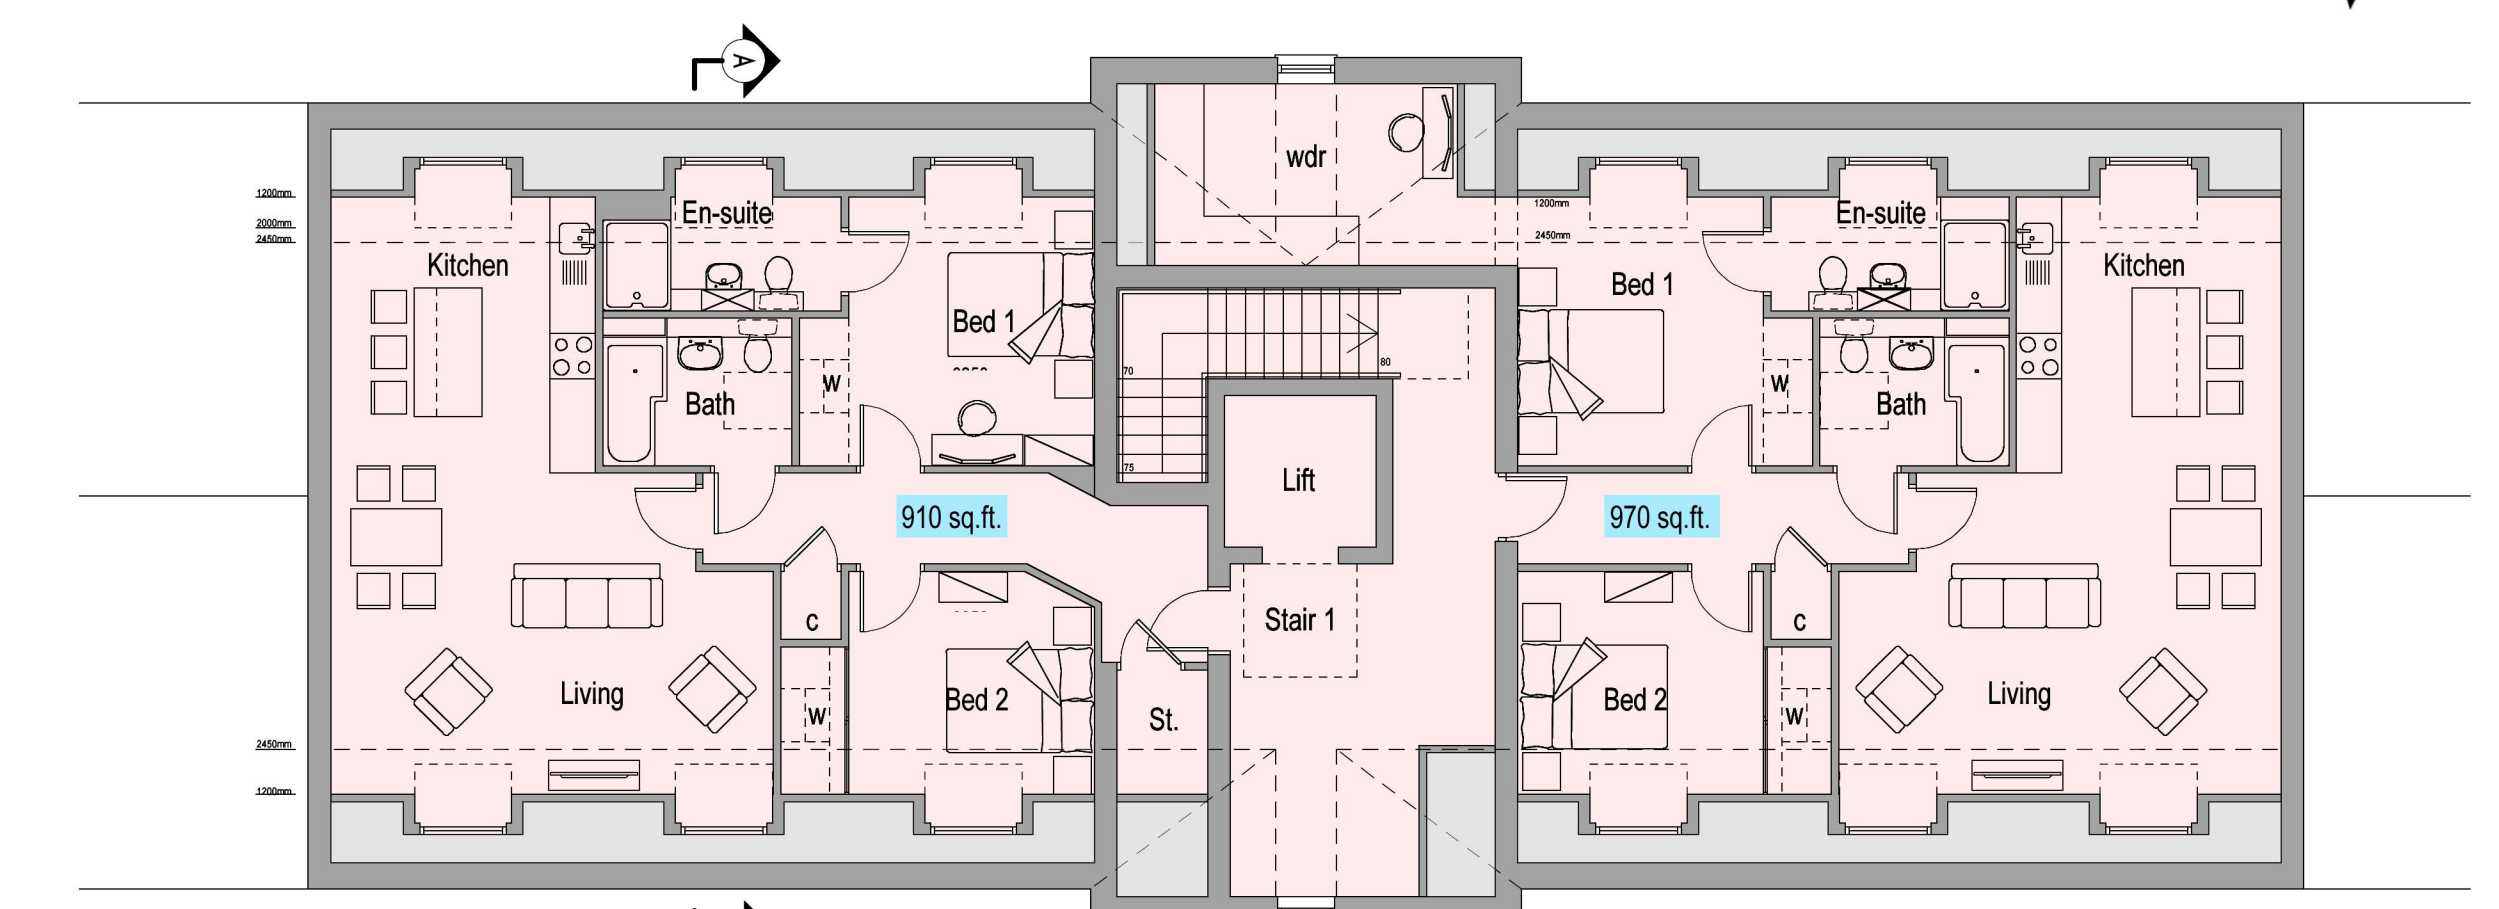 A
wdr
1200mm
2000mm
2450mm
En-suite
1200mm
2450mm
En-suite
Kitchen
Bed 1
Bed 1
Kitchen
80
70
W
W
Bath
Bath
75
Lift
910 sq.ft.
970 sq.ft.
C
Stair 1
C
Living
Bed 2
St.
W
Bed 2
W
Living
2450mm
1200mm